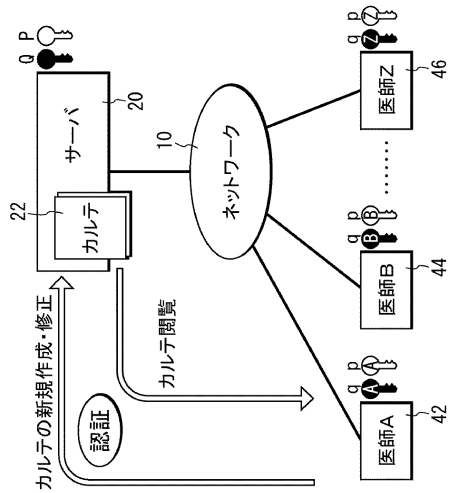 Q P
サーバ
20
22
カルテ
カルテの新規作成・修正
認証
カルテ閲覧
10
ネットワーク
q p
A A
医師A
42
q p
B B
医師B
44
q p
Z Z
医師Z
46